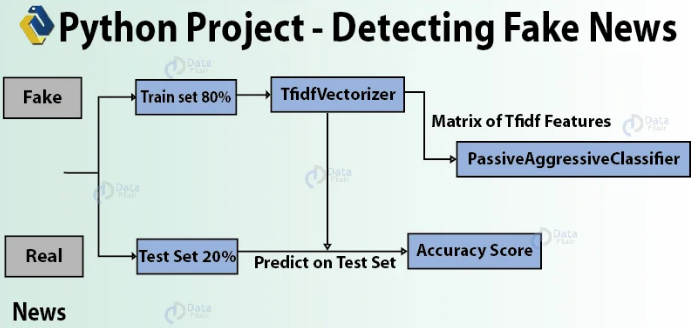 Python Project - Detecting Fake News
Data Flair
Fake
Train set 80%
TfidfVectorizer
Matrix of Tfidf Features
Data Flair
PassiveAggressiveClassifier
Data Flair
Data Flair
Real
Test Set 20%
Predict on Test Set
Accuracy Score
Data Flair
News
Data Flair